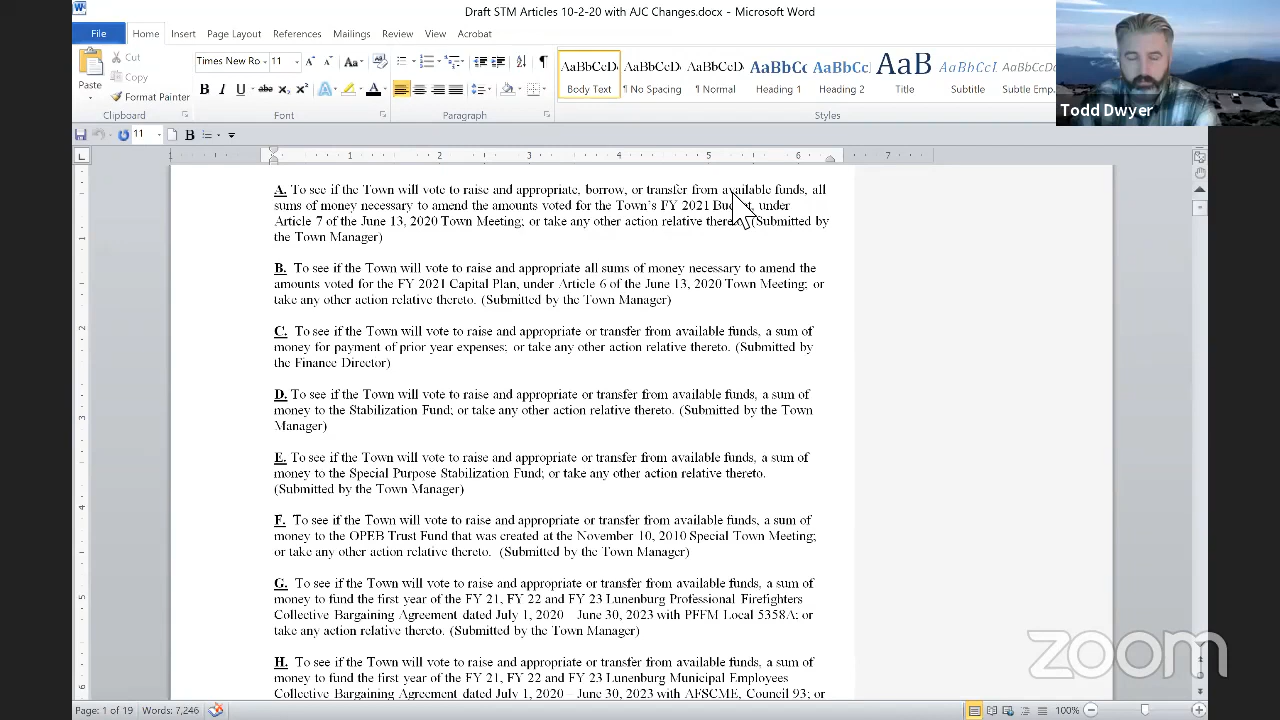 Draft STM Articles 10-2-20 with AJC Changes.docx - Microsoft Word
File Home Insert Page Layout References Mailings Review View Acrobat
Paste
Cut
Copy
Format Painter
Clipboard
Times New Ro 11
Font
Paragraph
AaBbCcD Body Text
AaBbCcD ¶ No Spacing
AaBbCcD ¶ Normal
AaBbCc Heading 1
AaBbCc Heading 2
AaB Title
AaBbCcI Subtitle
AaBbCcD Subtle Emp...
Styles
Todd Dwyer
11
A. To see if the Town will vote to raise and appropriate, borrow, or transfer from available funds, all
sums of money necessary to amend the amounts voted for the Town's FY 2021 Budget, under
Article 7 of the June 13, 2020 Town Meeting; or take any other action relative thereto. (Submitted by
the Town Manager)
B. To see if the Town will vote to raise and appropriate all sums of money necessary to amend the
amounts voted for the FY 2021 Capital Plan, under Article 6 of the June 13, 2020 Town Meeting; or
take any other action relative thereto. (Submitted by the Town Manager)
C. To see if the Town will vote to raise and appropriate or transfer from available funds, a sum of
money for payment of prior year expenses; or take any other action relative thereto. (Submitted by
the Finance Director)
D. To see if the Town will vote to raise and appropriate or transfer from available funds, a sum of
money to the Stabilization Fund; or take any other action relative thereto. (Submitted by the Town
Manager)
E. To see if the Town will vote to raise and appropriate or transfer from available funds, a sum of
money to the Special Purpose Stabilization Fund; or take any other action relative thereto.
(Submitted by the Town Manager)
F. To see if the Town will vote to raise and appropriate or transfer from available funds, a sum of
money to the OPEB Trust Fund that was created at the November 10, 2010 Special Town Meeting;
or take any other action relative thereto. (Submitted by the Town Manager)
G. To see if the Town will vote to raise and appropriate or transfer from available funds, a sum of
money to fund the first year of the FY 21, FY 22 and FY 23 Lunenburg Professional Firefighters
Collective Bargaining Agreement dated July 1, 2020 – June 30, 2023 with PFFM Local 5358A; or
take any action relative thereto. (Submitted by the Town Manager)
H. To see if the Town will vote to raise and appropriate or transfer from available funds, a sum of
money to fund the first year of the FY 21, FY 22 and FY 23 Lunenburg Municipal Employees
Collective Bargaining Agreement dated July 1, 2020 – June 30, 2023 with AFSCME, Council 93; or
zoom
Page: 1 of 19 Words: 7,246 100%